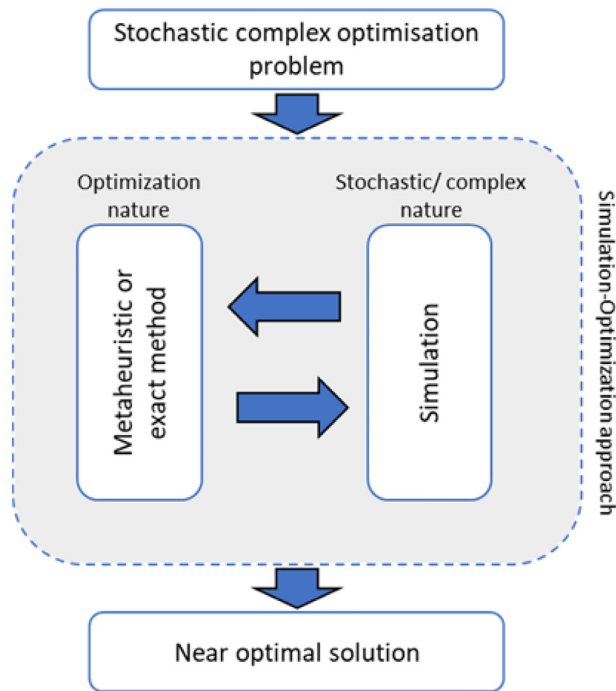 Stochastic complex optimisation
problem
Optimization
nature
Stochastic/ complex
nature
Metaheuristic or
exact method
Simulation
Simulation-Optimization approach
Near optimal solution